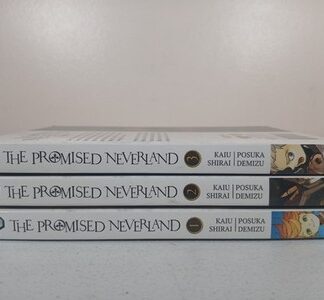 THE PROMISED NEVERLAND 3 KAIU SHIRAI | POSUKA DEMIZU
THE PROMISED NEVERLAND 2 KAIU SHIRAI | POSUKA DEMIZU
THE PROMISED NEVERLAND 1 KAIU SHIRAI | POSUKA DEMIZU